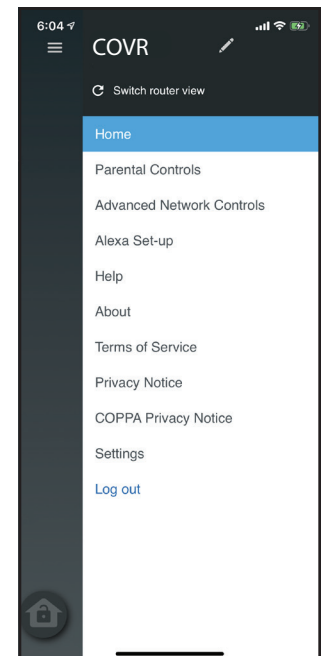 6:04
COVR
Switch router view
Home
Parental Controls
Advanced Network Controls
Alexa Set-up
Help
About
Terms of Service
Privacy Notice
COPPA Privacy Notice
Settings
Log out